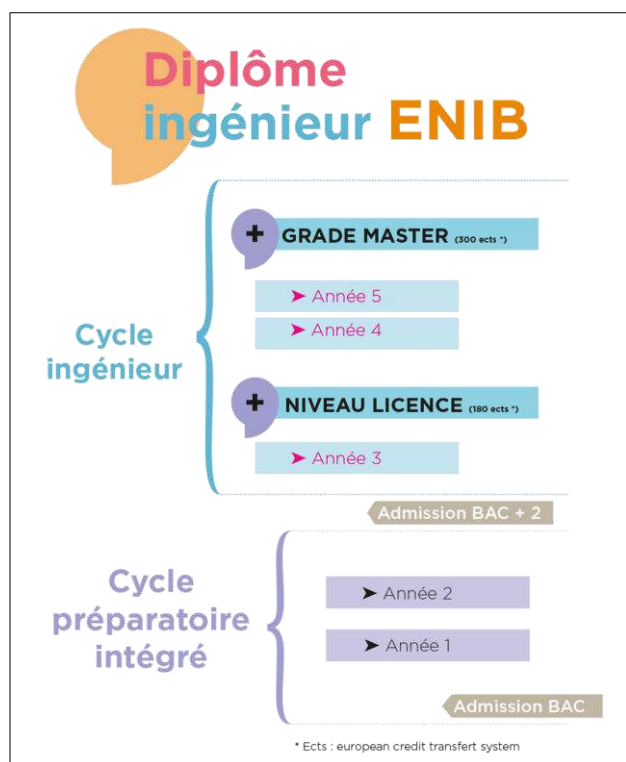 Diplôme
ingénieur ENIB
+ GRADE MASTER (300 ects *)
➤ Année 5
➤ Année 4
Cycle
ingénieur
+ NIVEAU LICENCE (180 ects *)
➤ Année 3
Admission BAC + 2
Cycle
préparatoire
intégré
➤ Année 2
➤ Année 1
Admission BAC
* Ects : european credit transfert system